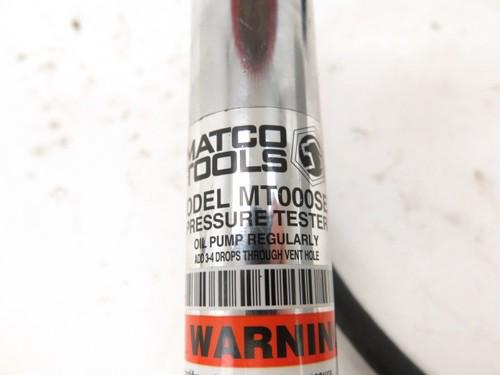 MATCO
TOOLS
ODEL MT000SE
PRESSURE TESTER
OIL PUMP REGULARLY
ADD 3-4 DROPS THROUGH VENT HOLE
WARNIN